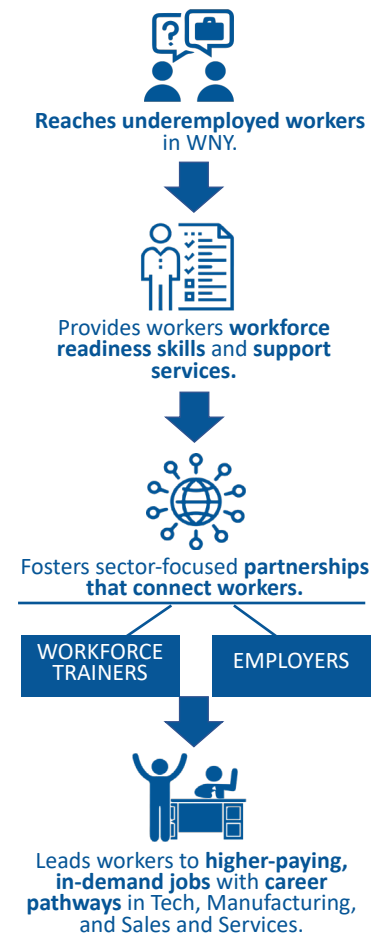 ?
Reaches underemployed workers
in WNY.
Provides workers workforce
readiness skills and support
services.
Fosters sector-focused partnerships
that connect workers.
WORKFORCE
TRAINERS
EMPLOYERS
Leads workers to higher-paying,
in-demand jobs with career
pathways in Tech, Manufacturing,
and Sales and Services.